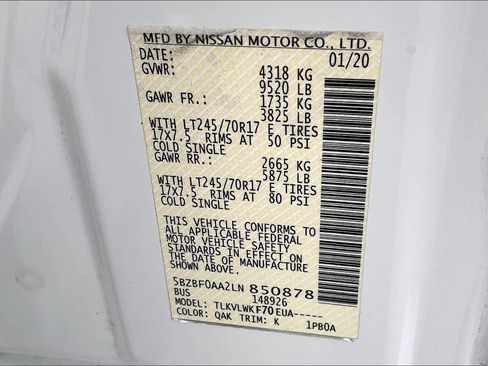 MFD BY NISSAN MOTOR CO., LTD.
DATE: 01/20
GVWR: 4318 KG
9520 LB
GAWR FR.: 1735 KG
3825 LB
WITH LT245/70R17 E TIRES
17X7.5 RIMS AT 50 PSI
COLD SINGLE
GAWR RR.: 2665 KG
5875 LB
WITH LT245/70R17 E TIRES
17X7.5 RIMS AT 80 PSI
COLD SINGLE
THIS VEHICLE CONFORMS TO
ALL APPLICABLE FEDERAL
MOTOR VEHICLE SAFETY
STANDARDS IN EFFECT ON
THE DATE OF MANUFACTURE
SHOWN ABOVE.
5BZBF0AA2LN 850878
BUS 148926
MODEL: TLKVLWKF70EUA-----
COLOR: QAK TRIM: K 1PB0A